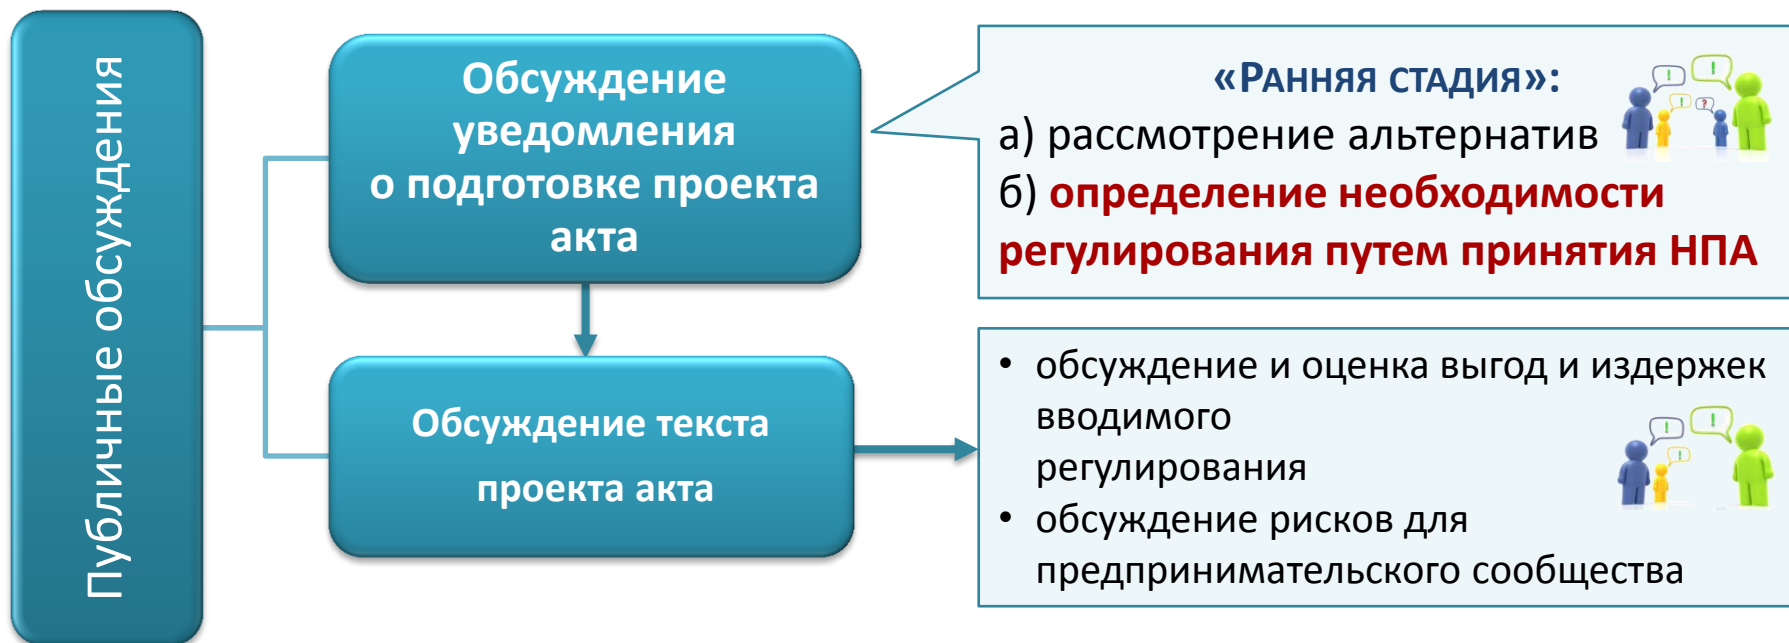 Публичные обсуждения
Обсуждение
уведомления
о подготовке проекта
акта
«РАННЯЯ СТАДИЯ»:
а) рассмотрение альтернатив
б) определение необходимости
регулирования путем принятия НПА
Обсуждение текста
проекта акта
• обсуждение и оценка выгод и издержек
вводимого
регулирования
• обсуждение рисков для
предпринимательского сообщества